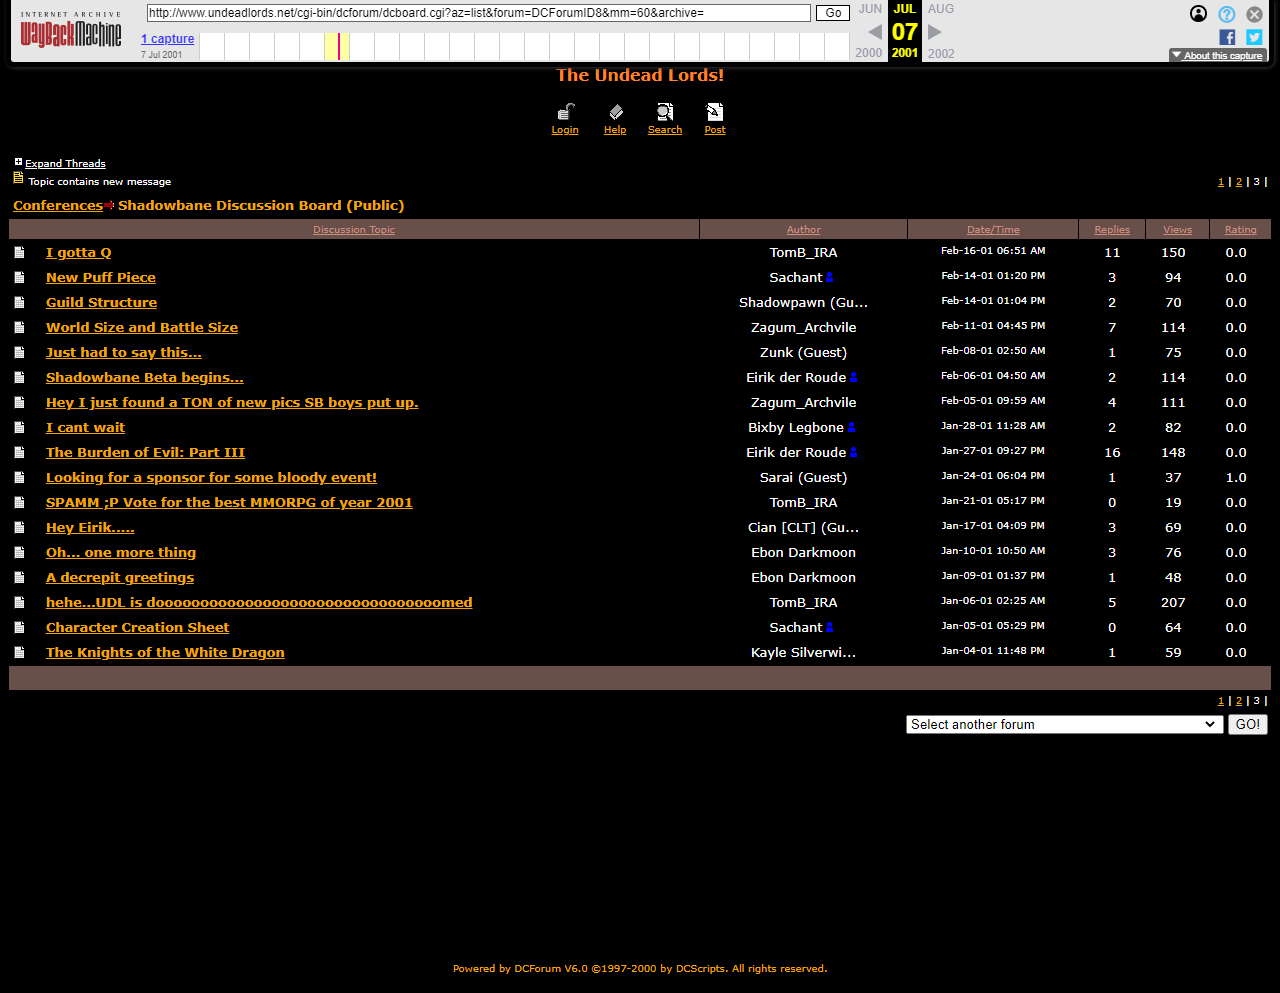 INTERNET ARCHIVE
WayBackMachine
http://www.undeadlords.net/cgi-bin/dcforum/dcboard.cgi?az=list&forum=DCForumID8&mm=60&archive=
Go
JUN
JUL
AUG
1 capture
7 Jul 2001
07
2000
2001
2002
About this capture
The Undead Lords!
Login
Help
Search
Post
Expand Threads
Topic contains new message
1 | 2 | 3 |
Conferences Shadowbane Discussion Board (Public)
Discussion Topic Author Date/Time Replies Views Rating
I gotta Q TomB_IRA Feb-16-01 06:51 AM 11 150 0.0
New Puff Piece Sachant Feb-14-01 01:20 PM 3 94 0.0
Guild Structure Shadowpawn (Gu... Feb-14-01 01:04 PM 2 70 0.0
World Size and Battle Size Zagum_Archvile Feb-11-01 04:45 PM 7 114 0.0
Just had to say this... Zunk (Guest) Feb-08-01 02:50 AM 1 75 0.0
Shadowbane Beta begins... Eirik der Roude Feb-06-01 04:50 AM 2 114 0.0
Hey I just found a TON of new pics SB boys put up. Zagum_Archvile Feb-05-01 09:59 AM 4 111 0.0
I cant wait Bixby Legbone Jan-28-01 11:28 AM 2 82 0.0
The Burden of Evil: Part III Eirik der Roude Jan-27-01 09:27 PM 16 148 0.0
Looking for a sponsor for some bloody event! Sarai (Guest) Jan-24-01 06:04 PM 1 37 1.0
SPAMM ;P Vote for the best MMORPG of year 2001 TomB_IRA Jan-21-01 05:17 PM 0 19 0.0
Hey Eirik..... Cian [CLT] (Gu... Jan-17-01 04:09 PM 3 69 0.0
Oh... one more thing Ebon Darkmoon Jan-10-01 10:50 AM 3 76 0.0
A decrepit greetings Ebon Darkmoon Jan-09-01 01:37 PM 1 48 0.0
hehe...UDL is dooooooooooooooooooooooooooooooooomed TomB_IRA Jan-06-01 02:25 AM 5 207 0.0
Character Creation Sheet Sachant Jan-05-01 05:29 PM 0 64 0.0
The Knights of the White Dragon Kayle Silverwi... Jan-04-01 11:48 PM 1 59 0.0
1 | 2 | 3 |
Select another forum GO!
Powered by DCForum V6.0 ©1997-2000 by DCScripts. All rights reserved.